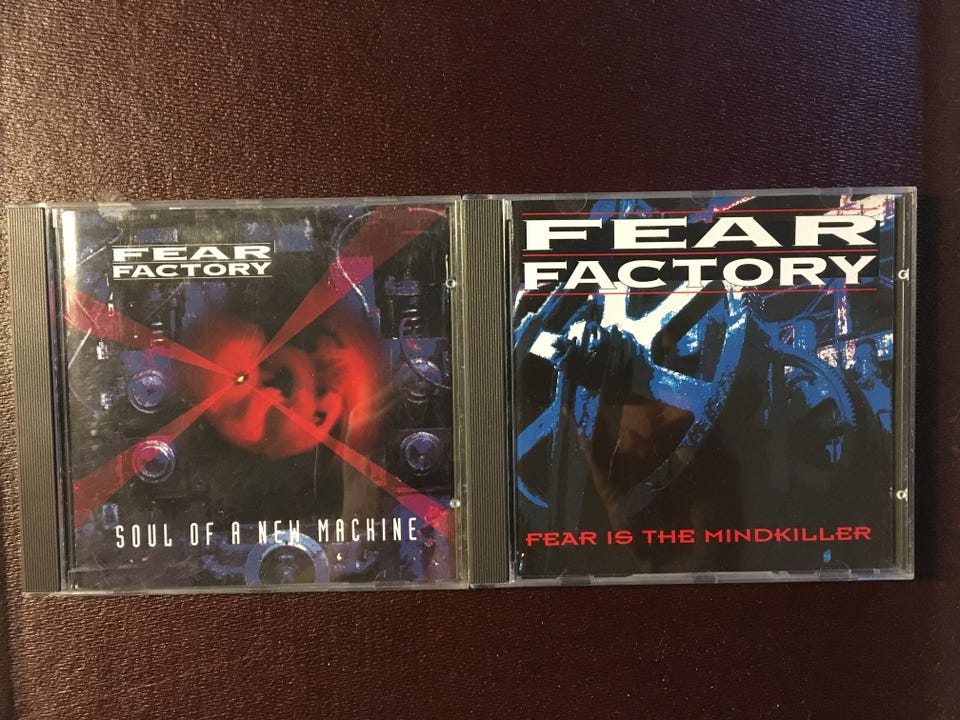 FEAR
FACTORY
SOUL OF A NEW MACHINE
FEAR
FACTORY
FEAR IS THE MINDKILLER